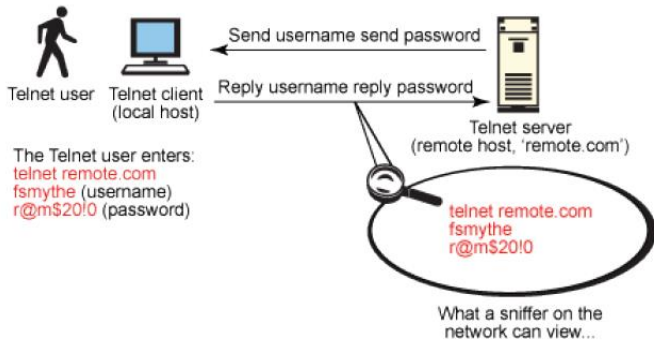 Send username send password
Reply username reply password
Telnet user
Telnet client
(local host)
Telnet server
(remote host, 'remote.com')
The Telnet user enters:
telnet remote.com
fsmythe (username)
r@m$20!0 (password)
telnet remote.com
fsmythe
r@m$20!0
What a sniffer on the
network can view...